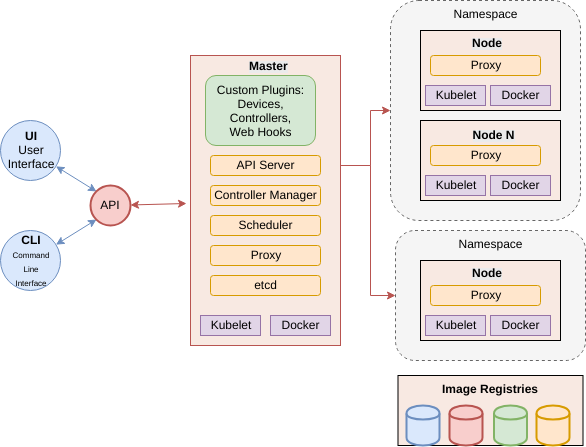 UI
User
Interface
CLI
Command
Line
Interface
API
Master
Custom Plugins:
Devices,
Controllers,
Web Hooks
API Server
Controller Manager
Scheduler
Proxy
etcd
Kubelet
Docker
Namespace
Node
Proxy
Kubelet
Docker
Node N
Proxy
Kubelet
Docker
Namespace
Node
Proxy
Kubelet
Docker
Image Registries